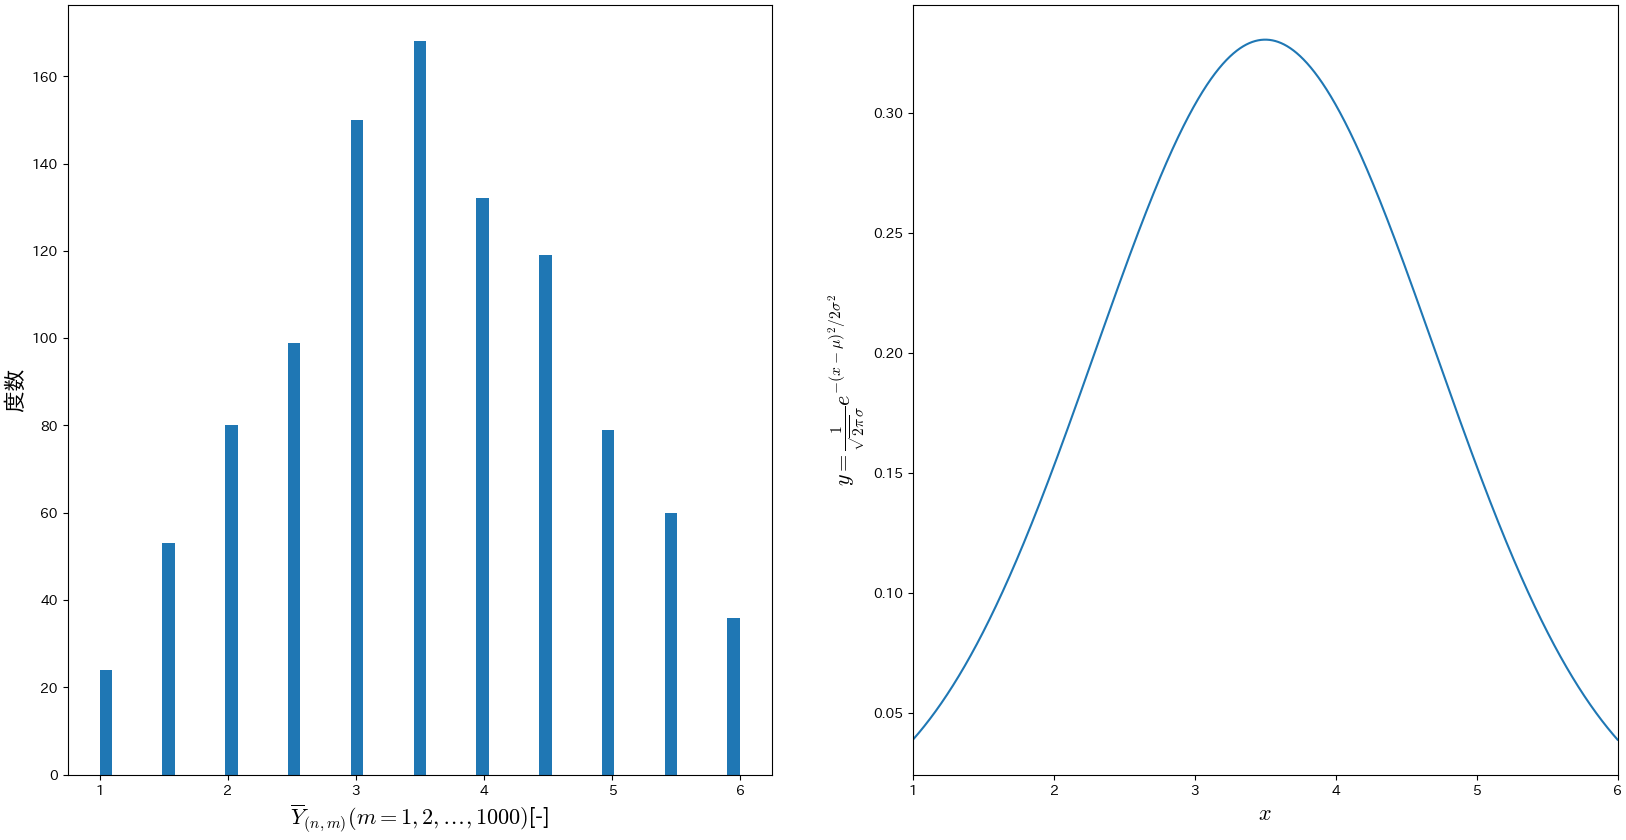 度数
160
140
120
100
80
60
40
20
0
1 2 3 4 5 6
$\overline{Y}_{(n,m)}(m=1,2,\ldots,1000)$[-]
$y=\frac{1}{\sqrt{2\pi}\sigma}e^{-(x-\mu)^2/2\sigma^2}$
0.30
0.25
0.20
0.15
0.10
0.05
1 2 3 4 5 6
$x$